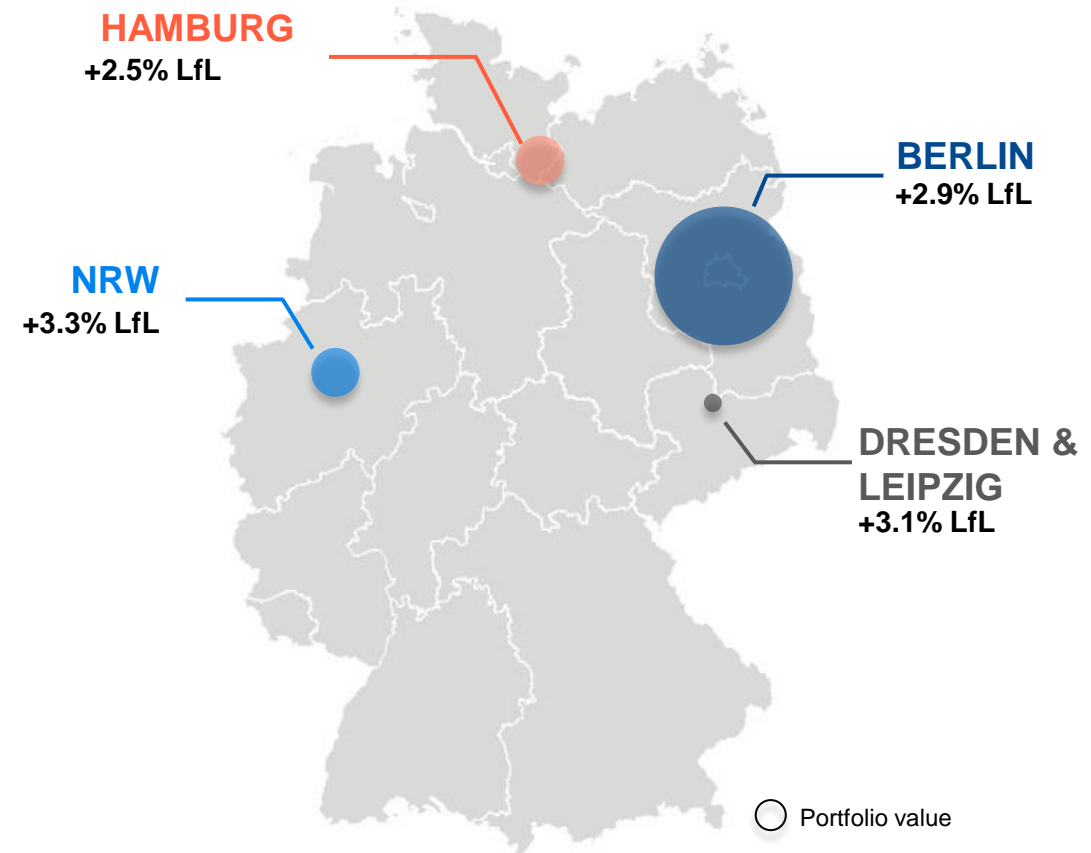 HAMBURG
+2.5% LfL
BERLIN
+2.9% LfL
NRW
+3.3% LfL
DRESDEN &
LEIPZIG
+3.1% LfL
Portfolio value